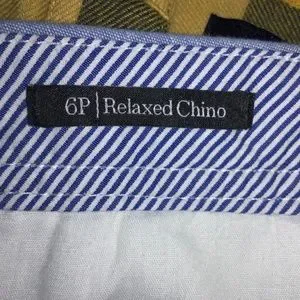 6P | Relaxed Chino